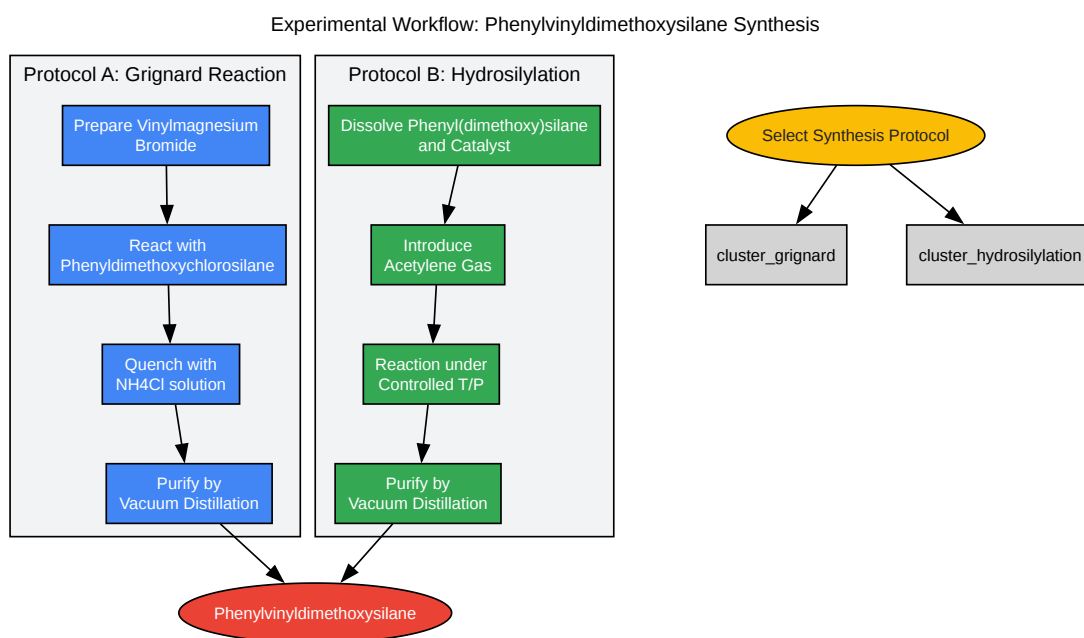 Experimental Workflow: Phenylvinyldimethoxysilane Synthesis
Protocol A: Grignard Reaction
Prepare Vinylmagnesium
Bromide
React with
Phenyldimethoxychlorosilane
Quench with
NH4Cl solution
Purify by
Vacuum Distillation
Protocol B: Hydrosilylation
Dissolve Phenyl(dimethoxy)silane
and Catalyst
Introduce
Acetylene Gas
Reaction under
Controlled T/P
Purify by
Vacuum Distillation
Phenylvinyldimethoxysilane
Select Synthesis Protocol
cluster_grignard
cluster_hydrosilylation